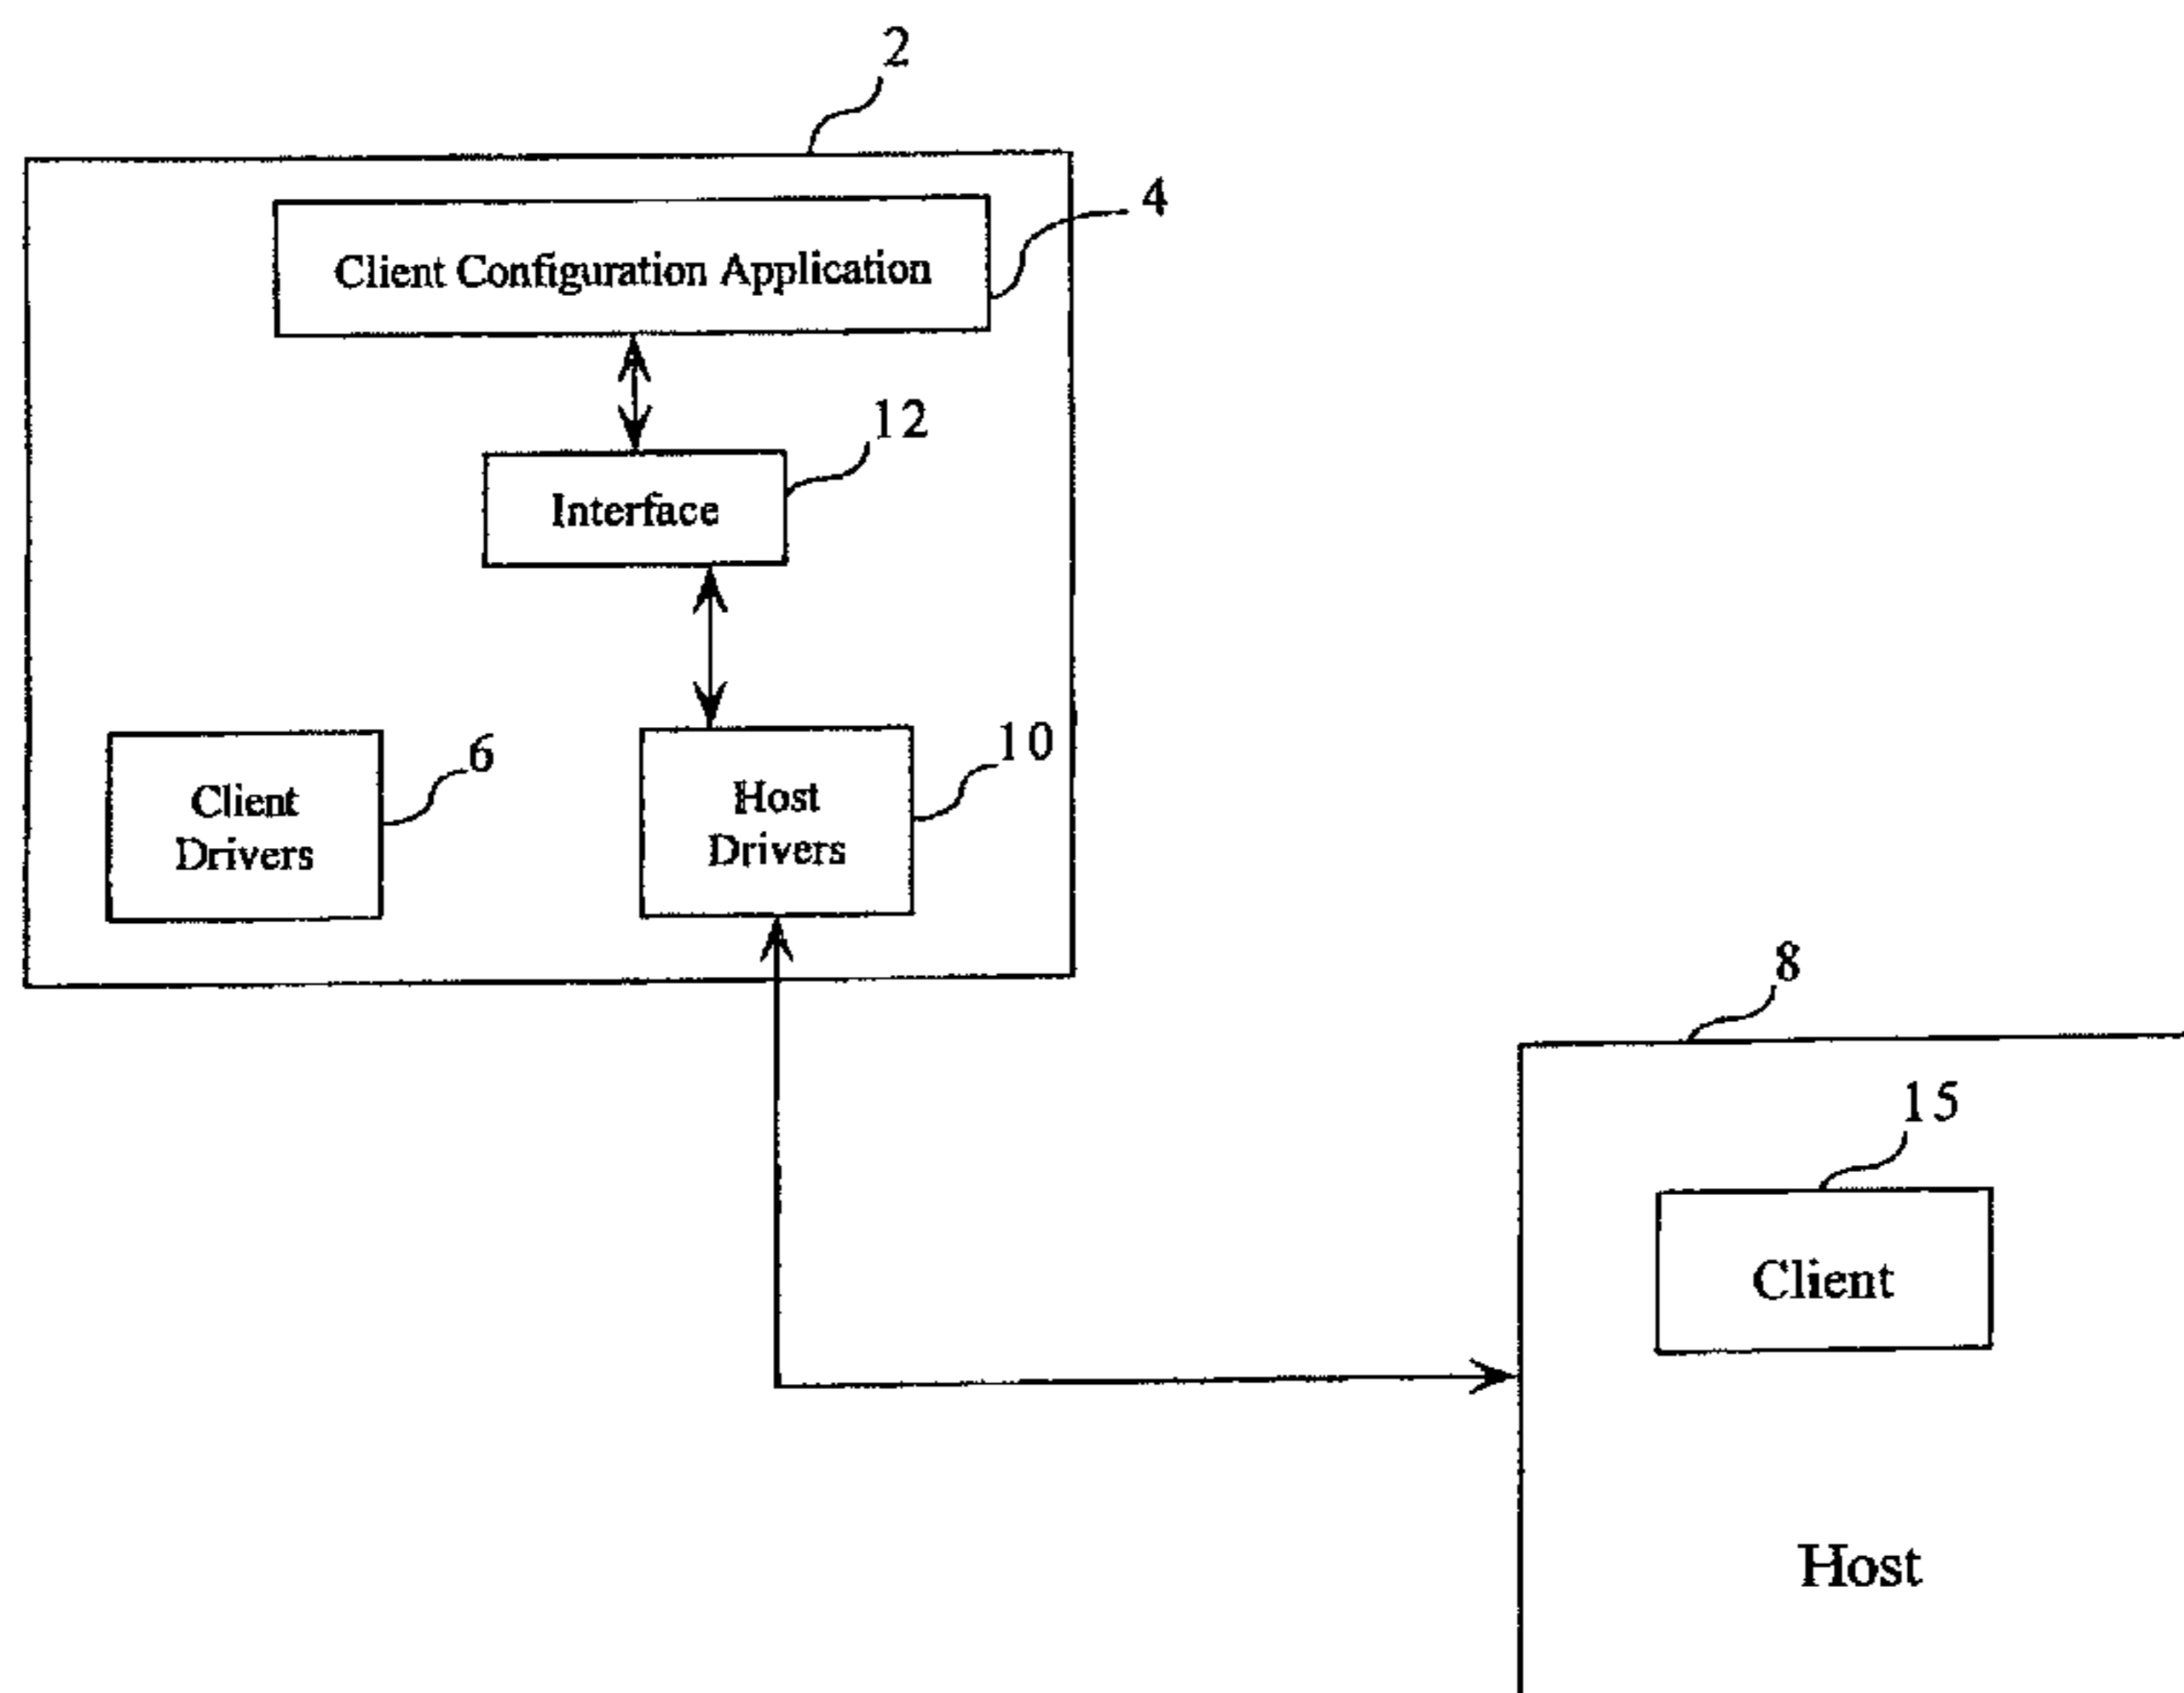 2
4
Client Configuration Application
12
Interface
6
10
Client
Drivers
Host
Drivers
8
15
Client
Host